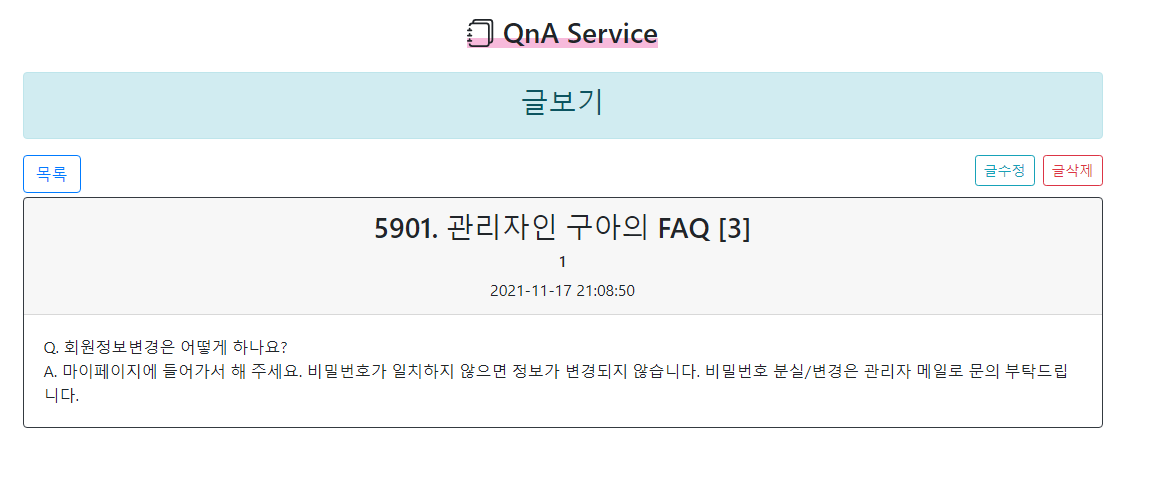 QnA Service
글보기
목록
글수정 글삭제
5901. 관리자인 구아의 FAQ [3]
1
2021-11-17 21:08:50
Q. 회원정보변경은 어떻게 하나요?
A. 마이페이지에 들어가서 해 주세요. 비밀번호가 일치하지 않으면 정보가 변경되지 않습니다. 비밀번호 분실/변경은 관리자 메일로 문의 부탁드립
니다.